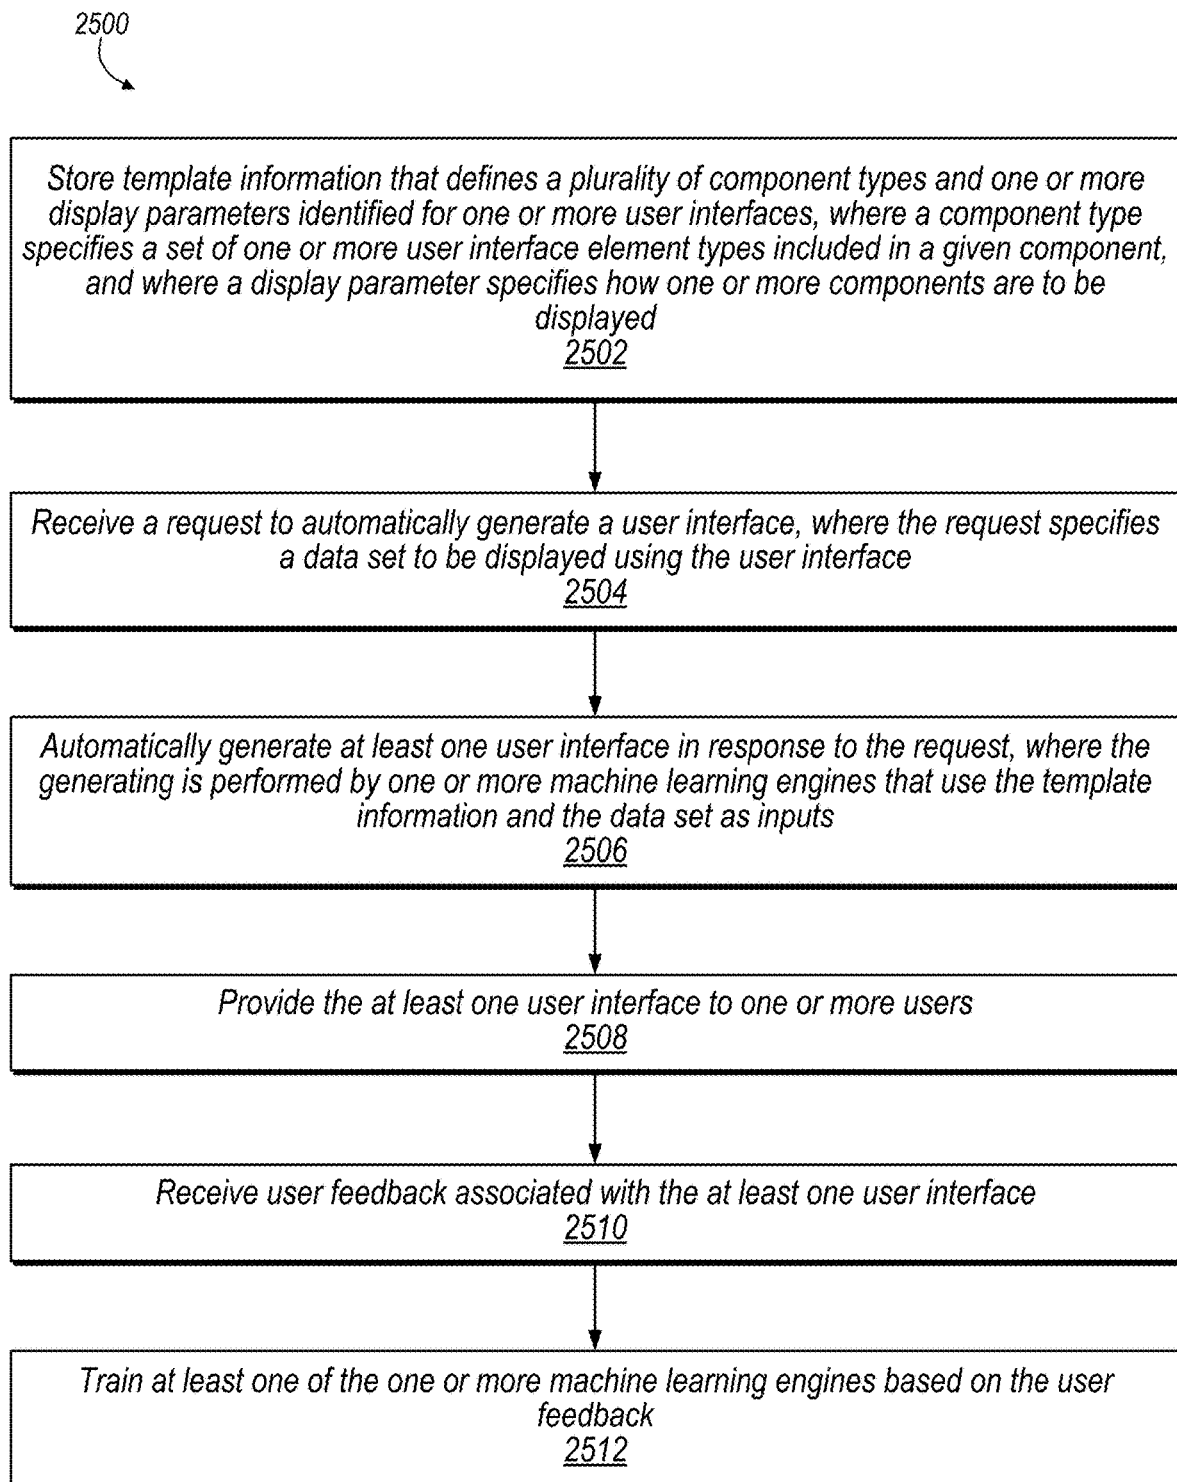 2500
Store template information that defines a plurality of component types and one or more
display parameters identified for one or more user interfaces, where a component type
specifies a set of one or more user interface element types included in a given component,
and where a display parameter specifies how one or more components are to be
displayed
2502
Receive a request to automatically generate a user interface, where the request specifies
a data set to be displayed using the user interface
2504
Automatically generate at least one user interface in response to the request, where the
generating is performed by one or more machine learning engines that use the template
information and the data set as inputs
2506
Provide the at least one user interface to one or more users
2508
Receive user feedback associated with the at least one user interface
2510
Train at least one of the one or more machine learning engines based on the user
feedback
2512